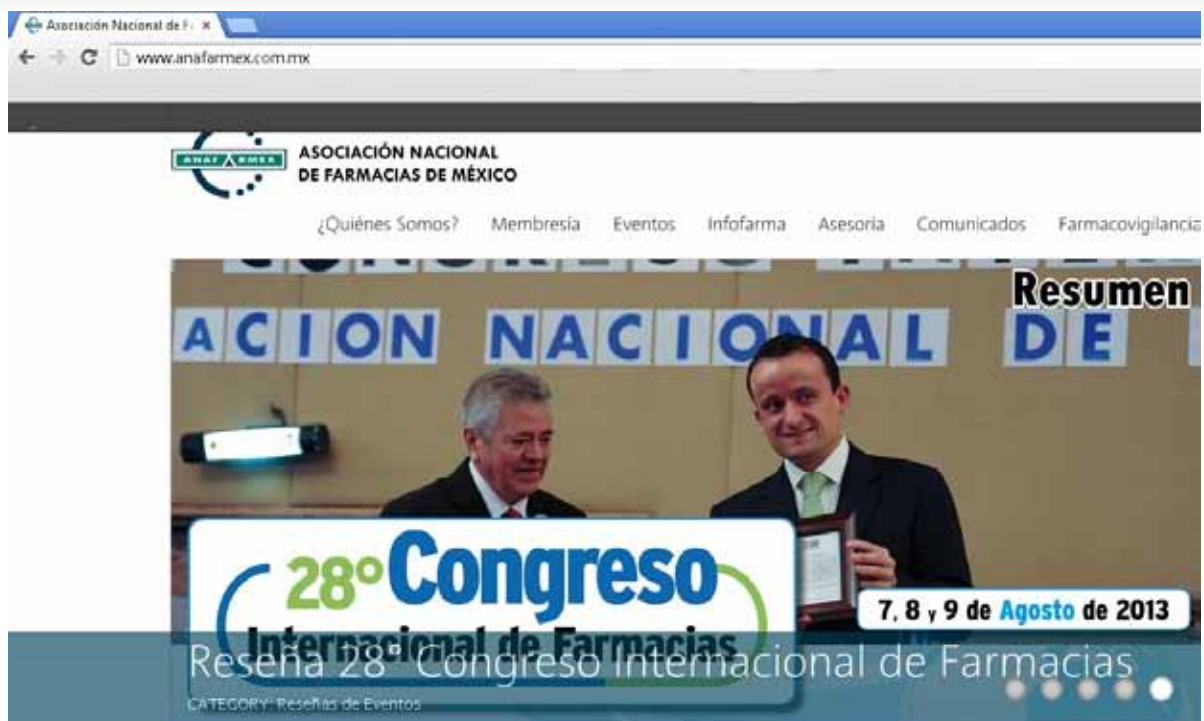 Asociación Nacional de F
www.anafarmex.com.mx
ANAFARMEX
ASOCIACIÓN NACIONAL
DE FARMACIAS DE MÉXICO
¿Quiénes Somos? Membresía Eventos Infofarma Asesoría Comunicados Farmacovigilancia
Resumen
ACION NACIONAL DE
28° Congreso
Internacional de Farmacias
7, 8 y 9 de Agosto de 2013
Reseña 28° Congreso Internacional de Farmacias
CATEGORY: Reseñas de Eventos